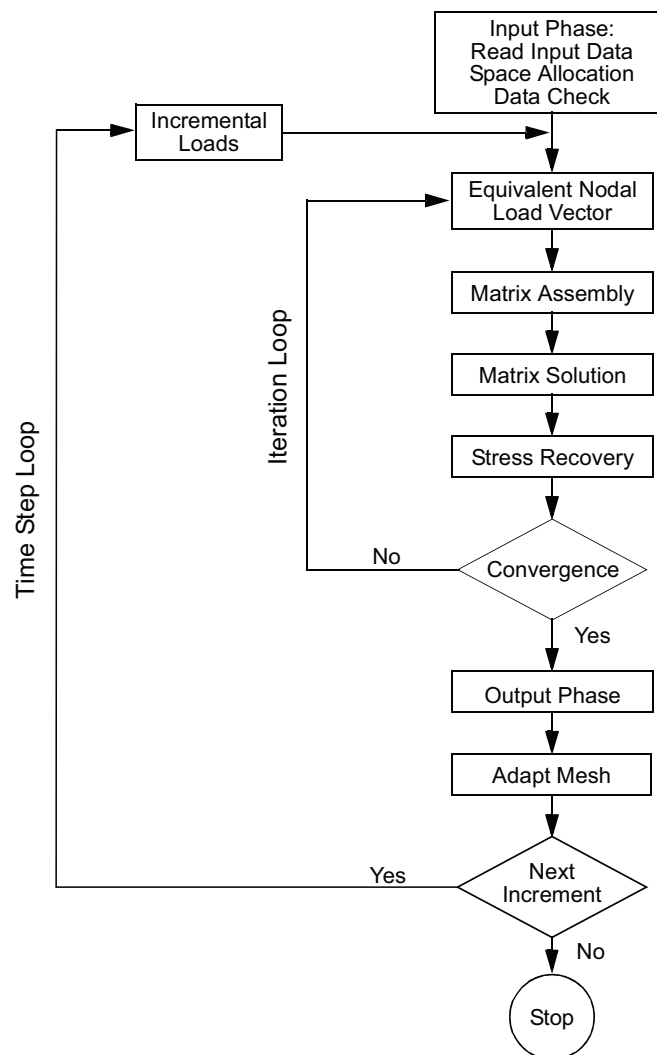 Input Phase:
Read Input Data
Space Allocation
Data Check
Incremental
Loads
Equivalent Nodal
Load Vector
Matrix Assembly
Matrix Solution
Stress Recovery
Iteration Loop
Time Step Loop
No
Convergence
Yes
Output Phase
Adapt Mesh
Yes
Next
Increment
No
Stop